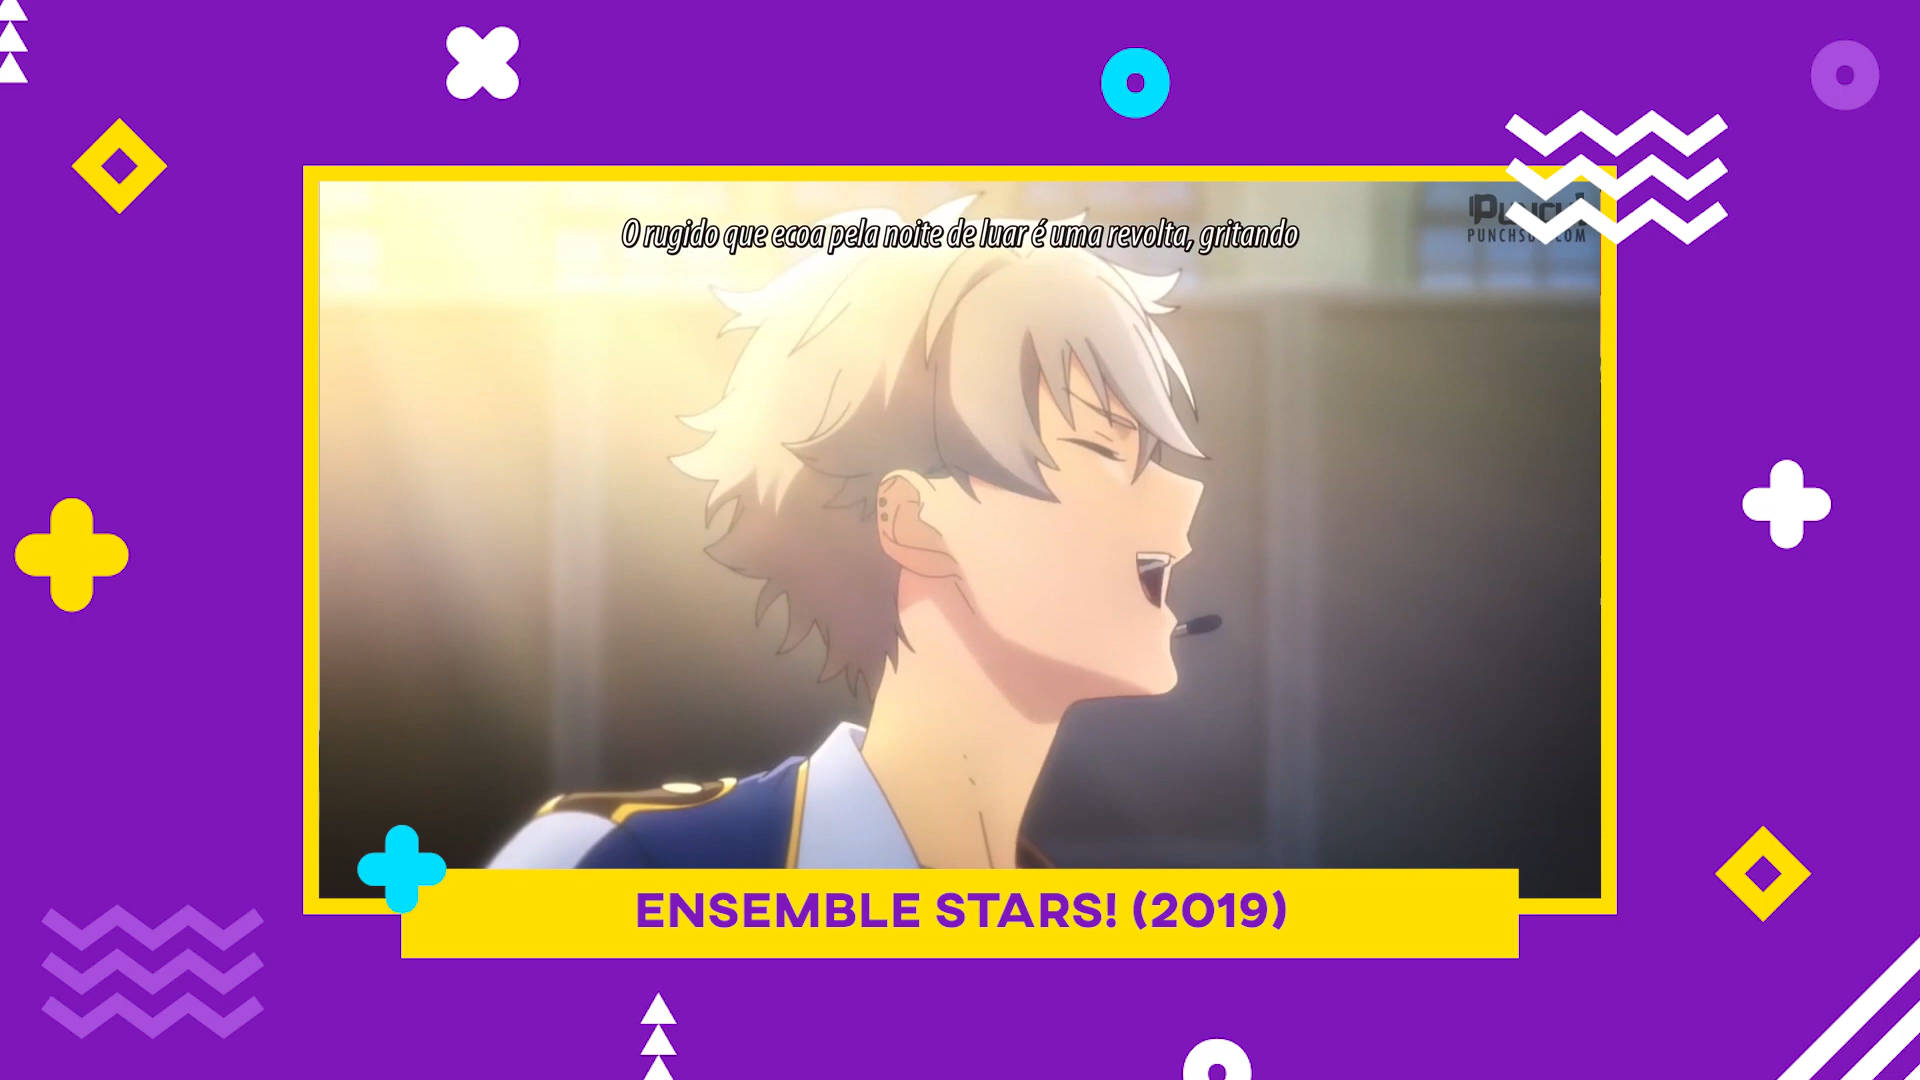 O rugido que ecoa pela noite de luar é uma revolta, gritando
ENSEMBLE STARS! (2019)